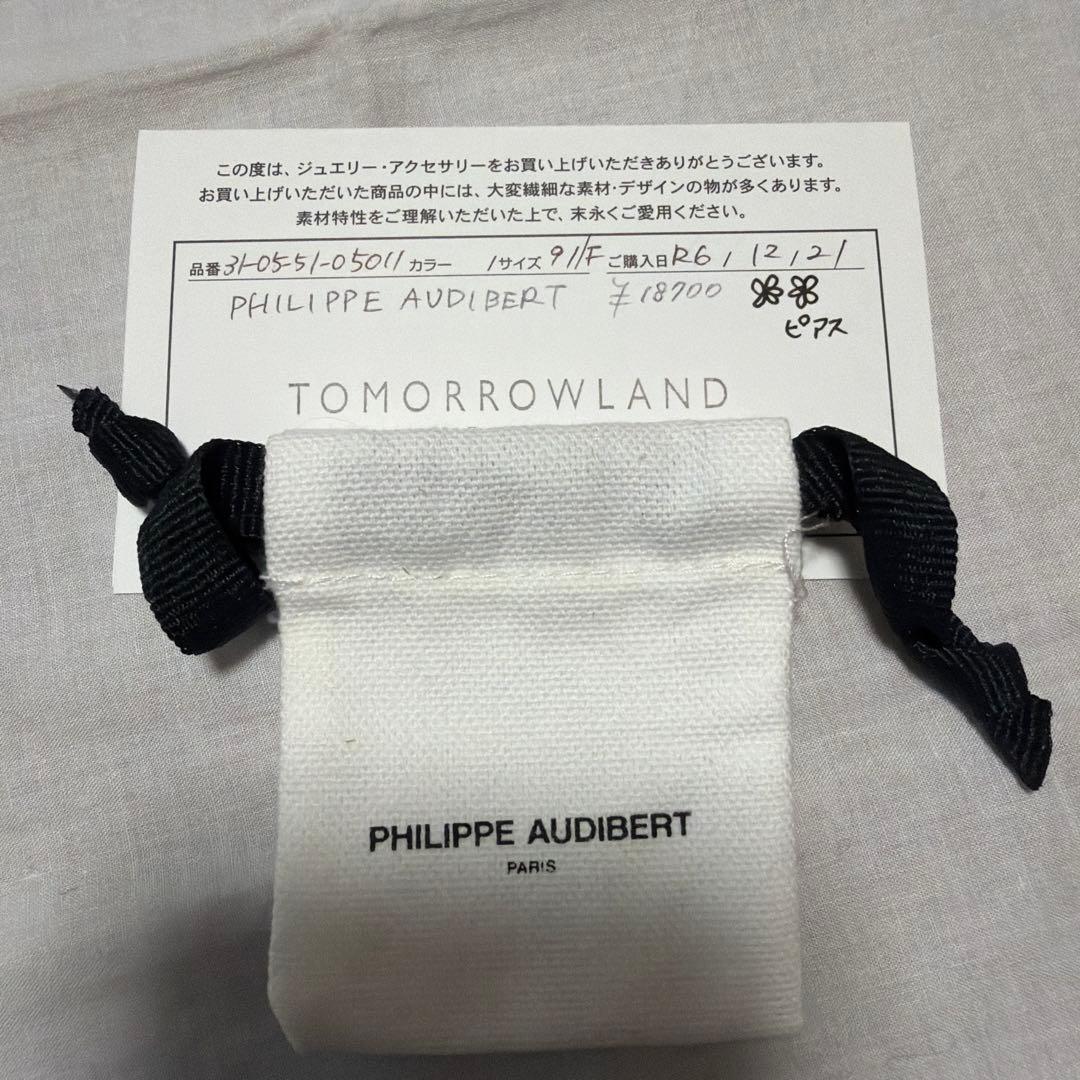 この度は、ジュエリー・アクセサリーをお買い上げいただきありがとうございます。
お買い上げいただいた商品の中には、大変繊細な素材・デザインの物が多くあります。
素材特性をご理解いただいた上で、末永くご愛用ください。
品番 31-05-51-05011 カラー / サイズ 91/F ご購入日 R6 / 12 / 21
PHILIPPE AUDIBERT ¥18700
ピアス
TOMORROWLAND
PHILIPPE AUDIBERT
PARIS